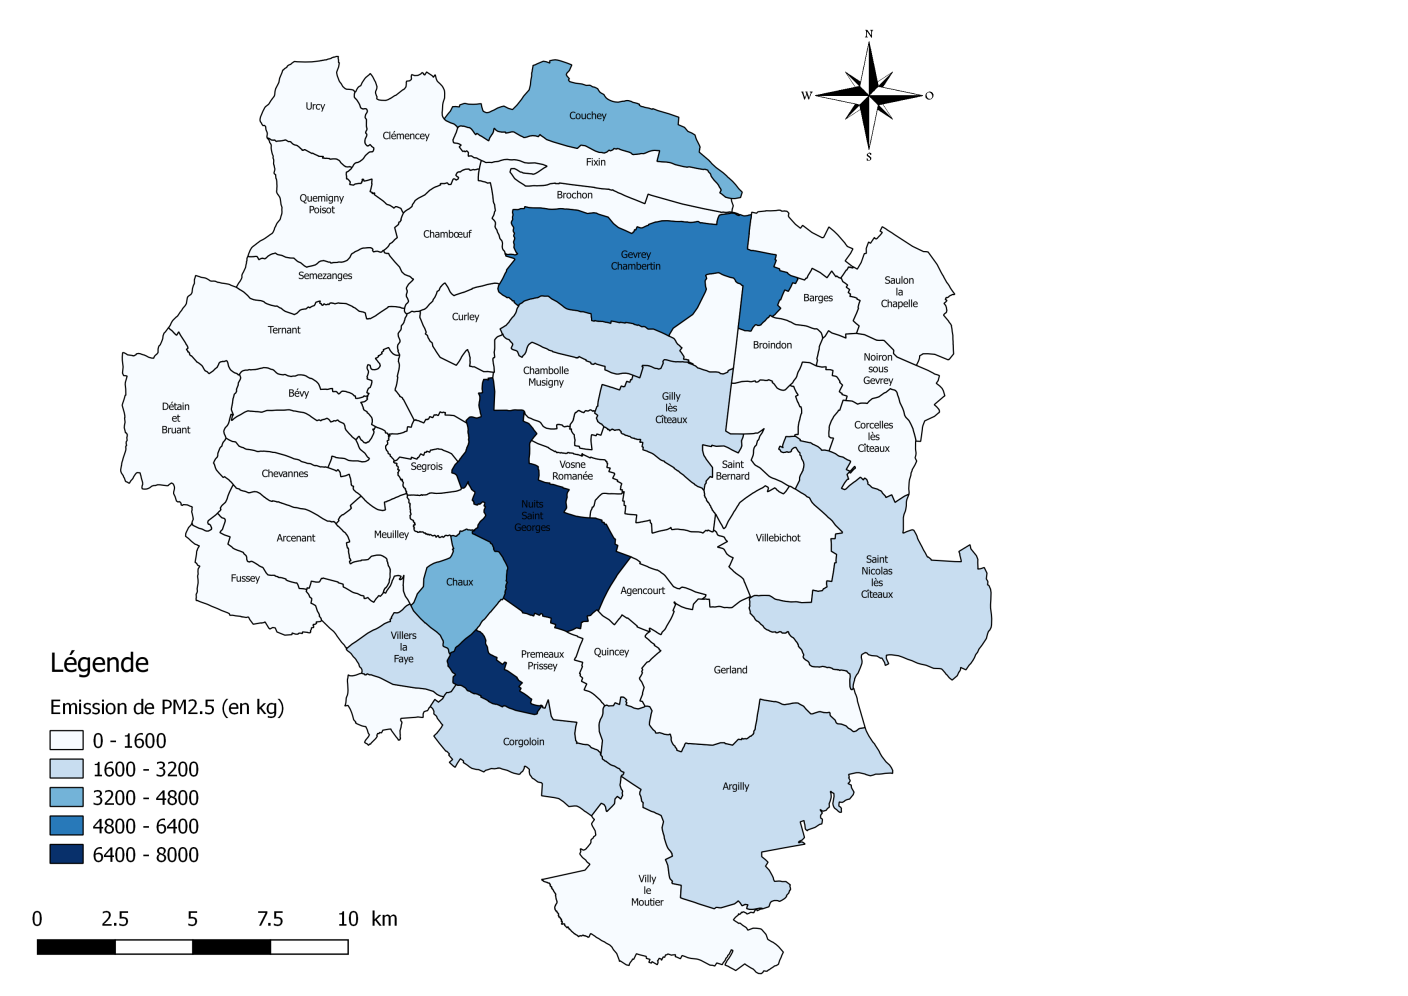 N
W
O
S
Urcy
Clémencey
Couchey
Fixin
Quemigny
Poisot
Brochon
Chambœuf
Gevrey
Chambertin
Semezanges
Saulon
la
Chapelle
Barges
Curley
Ternant
Broindon
Noiron
sous
Gevrey
Chambolle
Musigny
Bévy
Gilly
lès
Cîteaux
Détain
et
Bruant
Corcelles
lès
Cîteaux
Chevannes
Segrois
Vosne
Romanée
Saint
Bernard
Nuits
Saint
Georges
Arcenant
Meuilley
Villebichot
Fussey
Chaux
Agencourt
Saint
Nicolas
lès
Cîteaux
Villers
la
Faye
Premeaux
Prissey
Quincey
Gerland
Corgoloin
Argilly
Villy
le
Moutier
Légende
Emission de PM2.5 (en kg)
0 - 1600
1600 - 3200
3200 - 4800
4800 - 6400
6400 - 8000
0 2.5 5 7.5 10 km